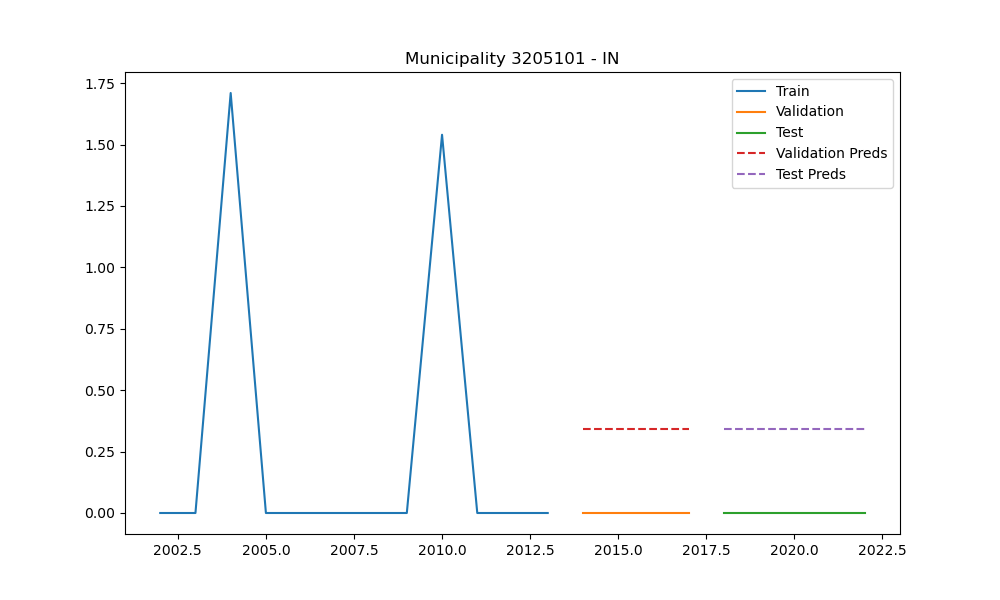 Municipality 3205101 - IN
1.75
1.50
1.25
1.00
0.75
0.50
0.25
0.00
Train
Validation
Test
Validation Preds
Test Preds
2002.5 2005.0 2007.5 2010.0 2012.5 2015.0 2017.5 2020.0 2022.5